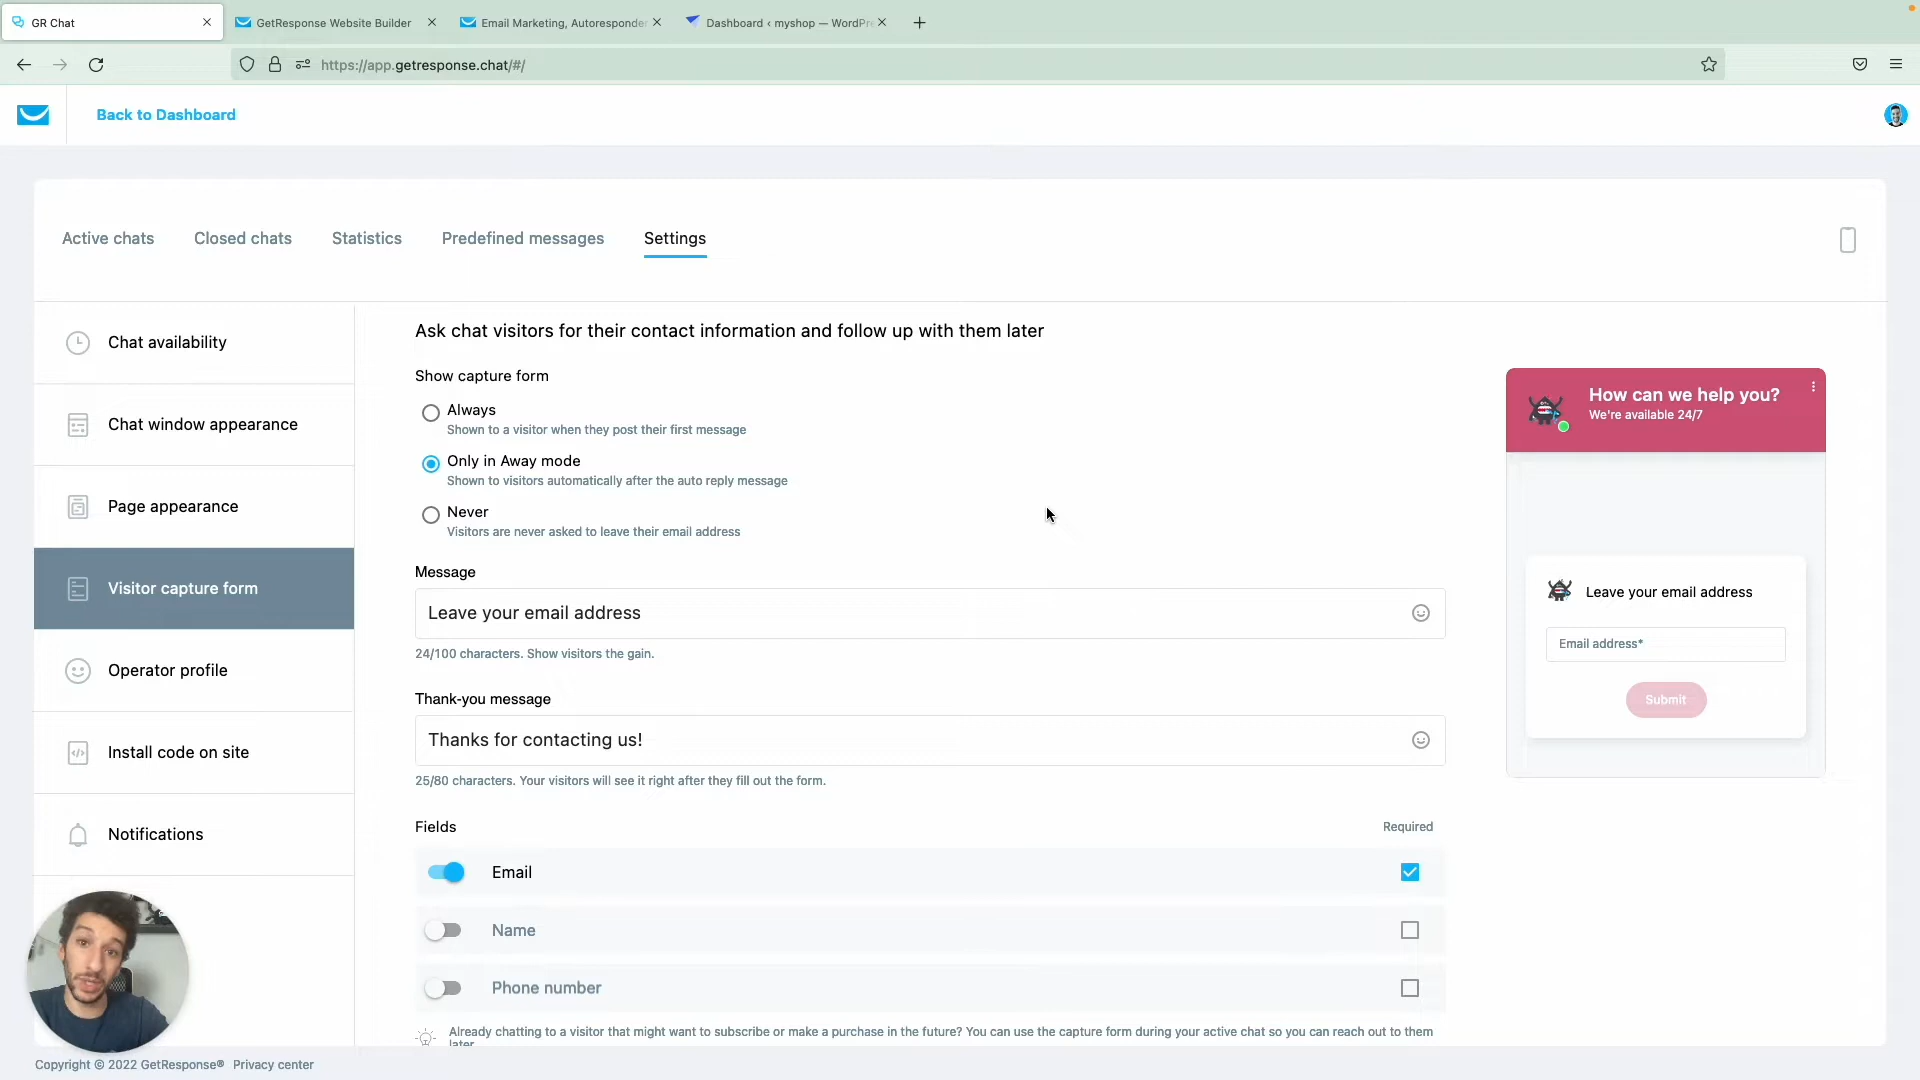 GR Chat
GetResponse Website Builder
Email Marketing, Autoresponder
Dashboard ‹ myshop — WordPre
https://app.getresponse.chat/#/
Back to Dashboard
Active chats
Closed chats
Statistics
Predefined messages
Settings
Chat availability
Chat window appearance
Page appearance
Visitor capture form
Operator profile
Install code on site
Notifications
Ask chat visitors for their contact information and follow up with them later
Show capture form
Always
Shown to a visitor when they post their first message
Only in Away mode
Shown to visitors automatically after the auto reply message
Never
Visitors are never asked to leave their email address
Message
Leave your email address
24/100 characters. Show visitors the gain.
Thank-you message
Thanks for contacting us!
25/80 characters. Your visitors will see it right after they fill out the form.
Fields
Required
Email
Name
Phone number
Already chatting to a visitor that might want to subscribe or make a purchase in the future? You can use the capture form during your active chat so you can reach out to them
later
How can we help you?
We're available 24/7
Leave your email address
Email address*
Submit
Copyright © 2022 GetResponse® Privacy center